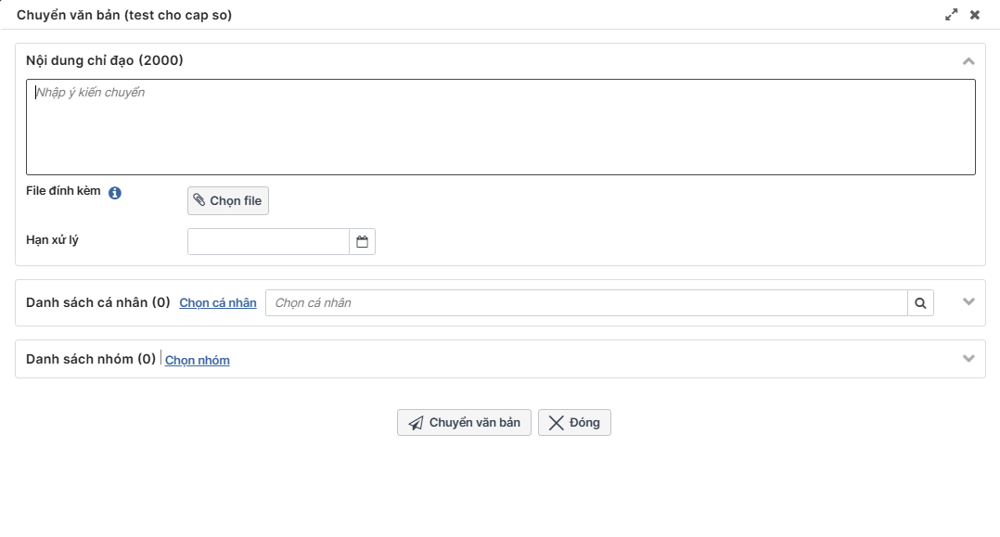 Chuyển văn bản (test cho cap so)
Nội dung chỉ đạo (2000)
Nhập ý kiến chuyển
File đính kèm
Chọn file
Hạn xử lý
Danh sách cá nhân (0) Chọn cá nhân Chọn cá nhân
Danh sách nhóm (0) Chọn nhóm
Chuyển văn bản Đóng